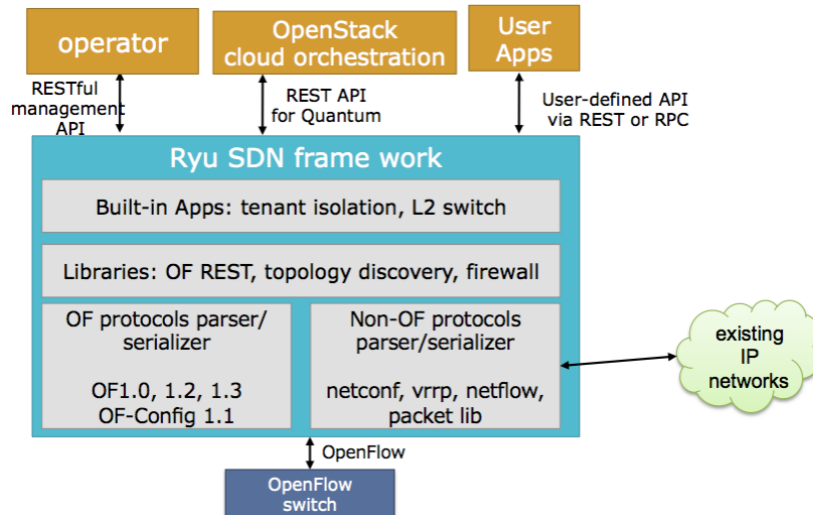 operator
OpenStack
cloud orchestration
User
Apps
RESTful
management
API
REST API
for Quantum
User-defined API
via REST or RPC
Ryu SDN frame work
Built-in Apps: tenant isolation, L2 switch
Libraries: OF REST, topology discovery, firewall
OF protocols parser/
serializer
OF1.0, 1.2, 1.3
OF-Config 1.1
Non-OF protocols
parser/serializer
netconf, vrrp, netflow,
packet lib
existing
IP
networks
OpenFlow
OpenFlow
switch